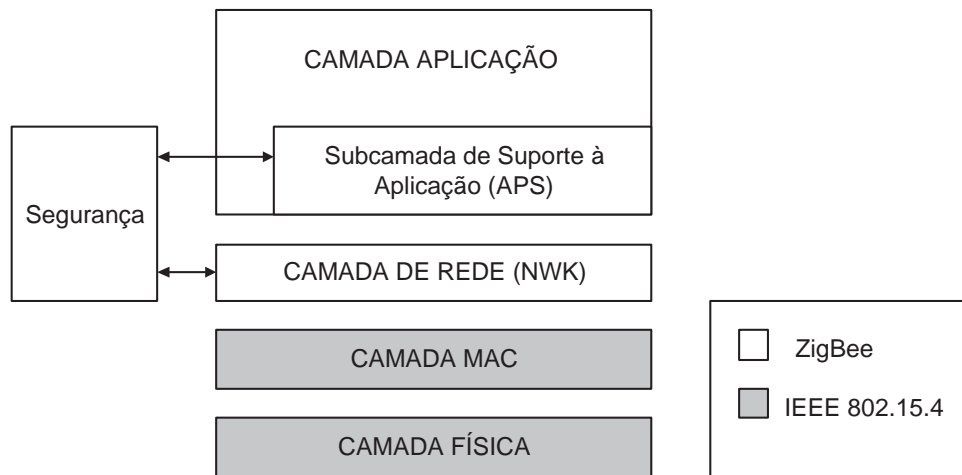 CAMADA APLICAÇÃO
Subcamada de Suporte à
Aplicação (APS)
Segurança
CAMADA DE REDE (NWK)
CAMADA MAC
CAMADA FÍSICA
ZigBee
IEEE 802.15.4